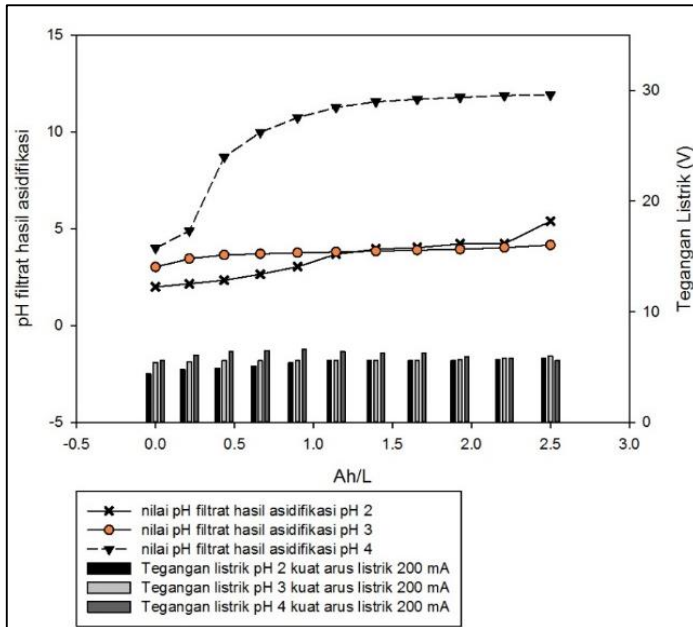 15
10
5
0
-5
pH filtrat hasil asidifikasi
30
20
10
0
Tegangan Listrik (V)
-0.5
0.0
0.5
1.0
1.5
2.0
2.5
3.0
Ah/L
nilai pH filtrat hasil asidifikasi pH 2
nilai pH filtrat hasil asidifikasi pH 3
nilai pH filtrat hasil asidifikasi pH 4
Tegangan listrik pH 2 kuat arus listrik 200 mA
Tegangan listrik pH 3 kuat arus listrik 200 mA
Tegangan listrik pH 4 kuat arus listrik 200 mA